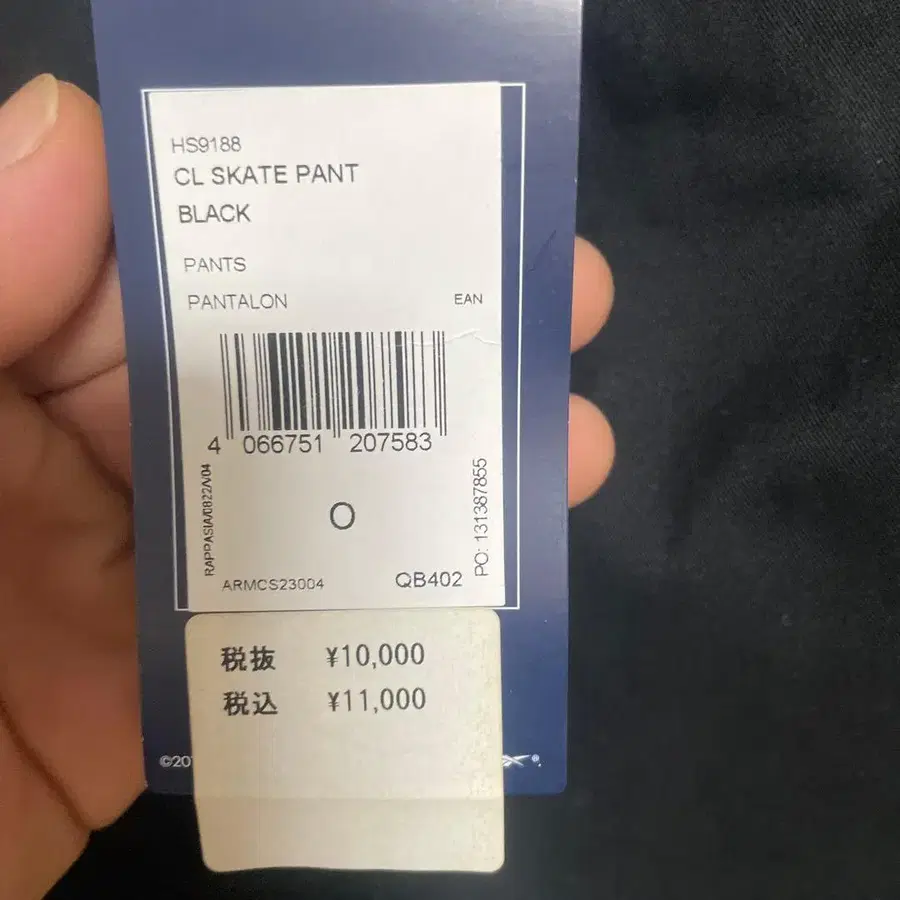 HS9188
CL SKATE PANT
BLACK
PANTS
PANTALON
EAN
4 066751 207583
RAPPASIA/0822/V04
O
PO: 131387855
ARMCS23004
QB402
税抜 ¥10,000
税込 ¥11,000
©20